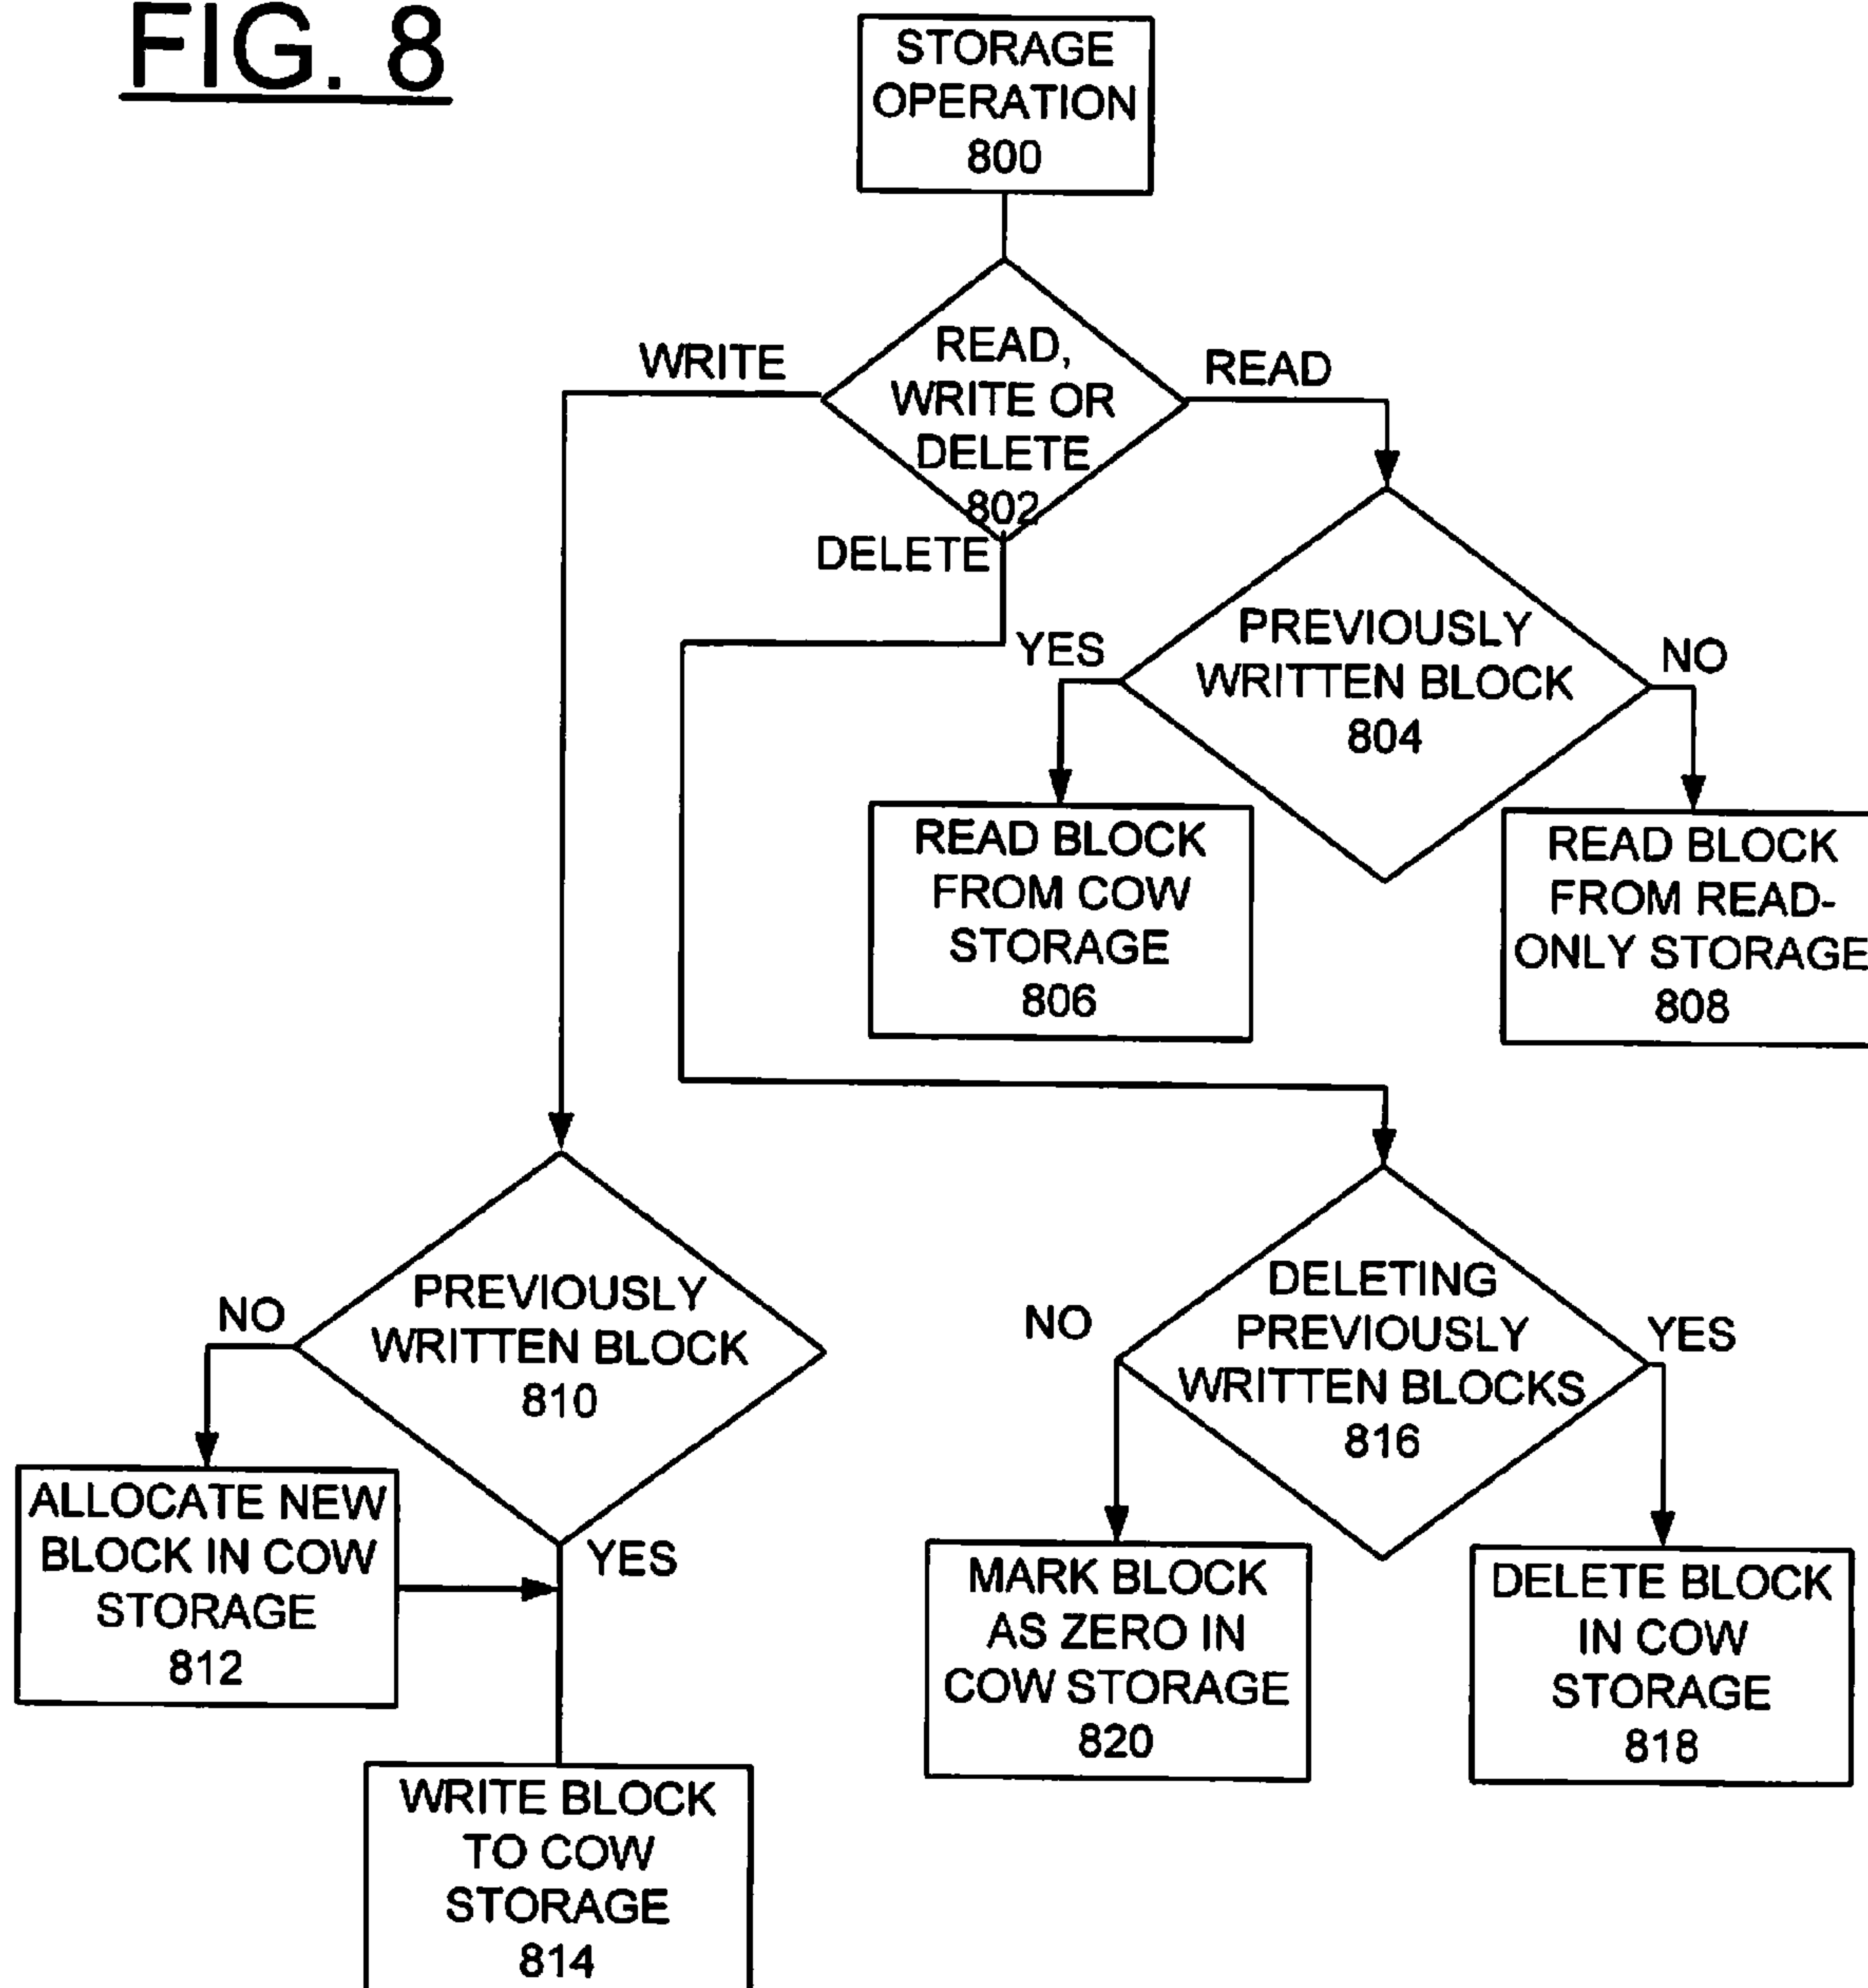 FIG. 8
STORAGE
OPERATION
800
READ,
WRITE OR
DELETE
802
WRITE
READ
DELETE
PREVIOUSLY
WRITTEN BLOCK
804
YES
NO
READ BLOCK
FROM COW
STORAGE
806
READ BLOCK
FROM READ-
ONLY STORAGE
808
PREVIOUSLY
WRITTEN BLOCK
810
NO
YES
ALLOCATE NEW
BLOCK IN COW
STORAGE
812
WRITE BLOCK
TO COW
STORAGE
814
DELETING
PREVIOUSLY
WRITTEN BLOCKS
816
NO
YES
MARK BLOCK
AS ZERO IN
COW STORAGE
820
DELETE BLOCK
IN COW
STORAGE
818